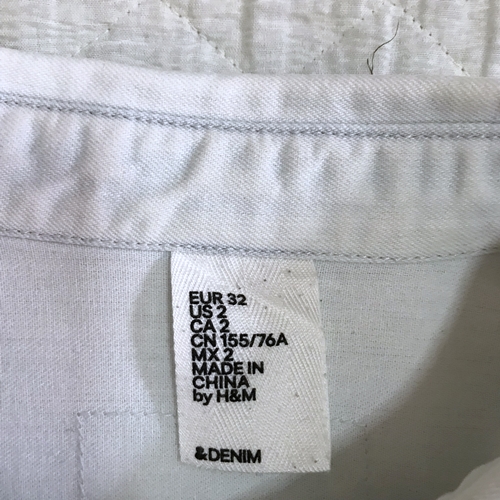 EUR 32
US 2
CA 2
CN 155/76A
MX 2
MADE IN
CHINA
by H&M
&DENIM